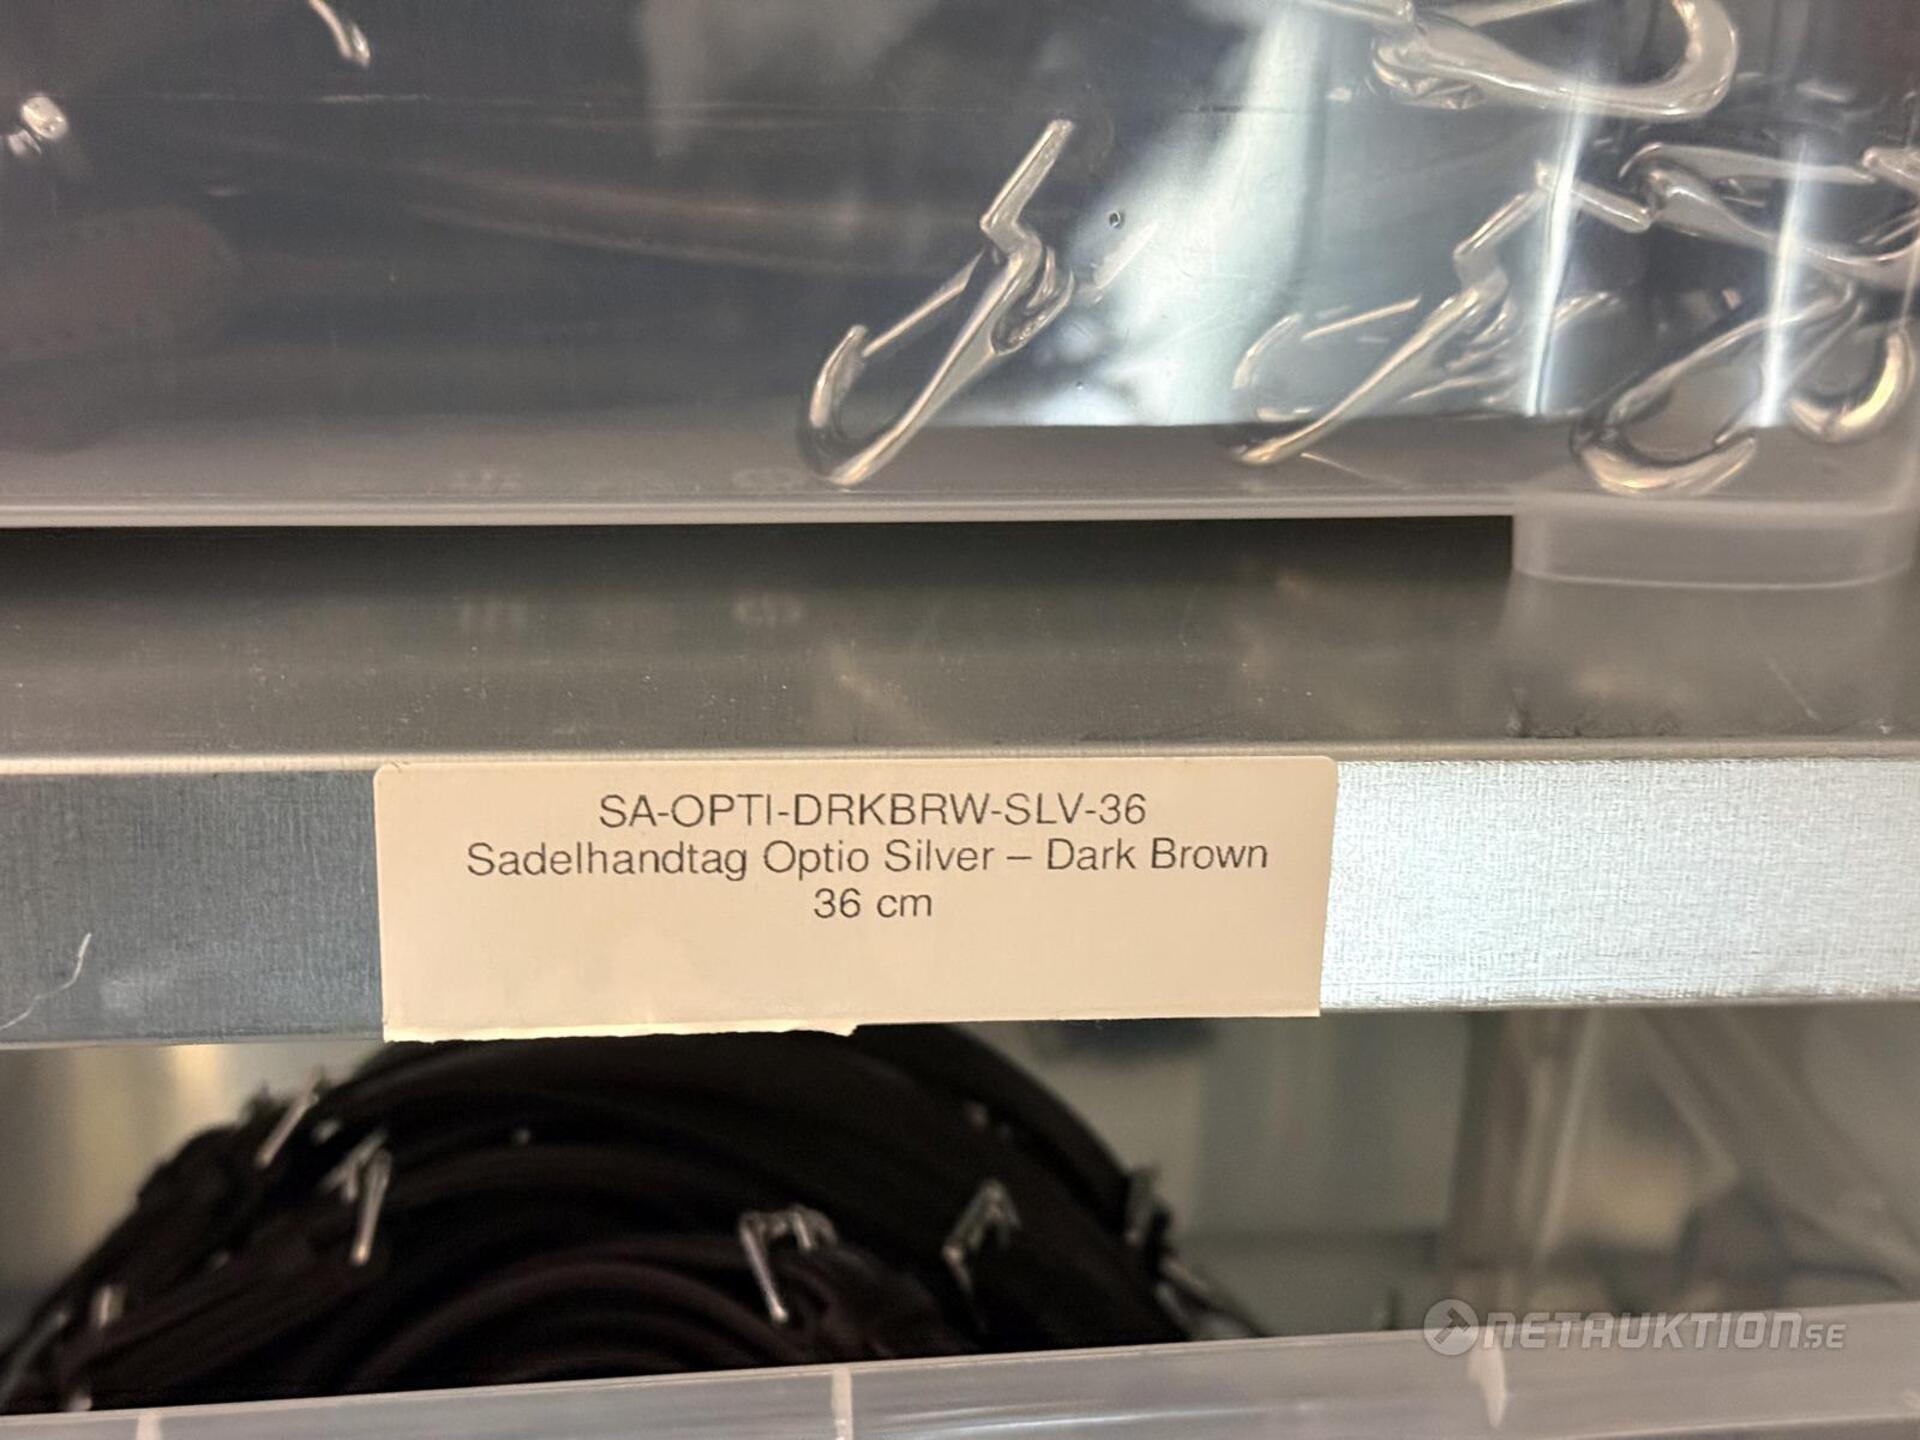 SA-OPTI-DRKBRW-SLV-36
Sadelhandtag Optio Silver – Dark Brown
36 cm
NETAUKTION.SE